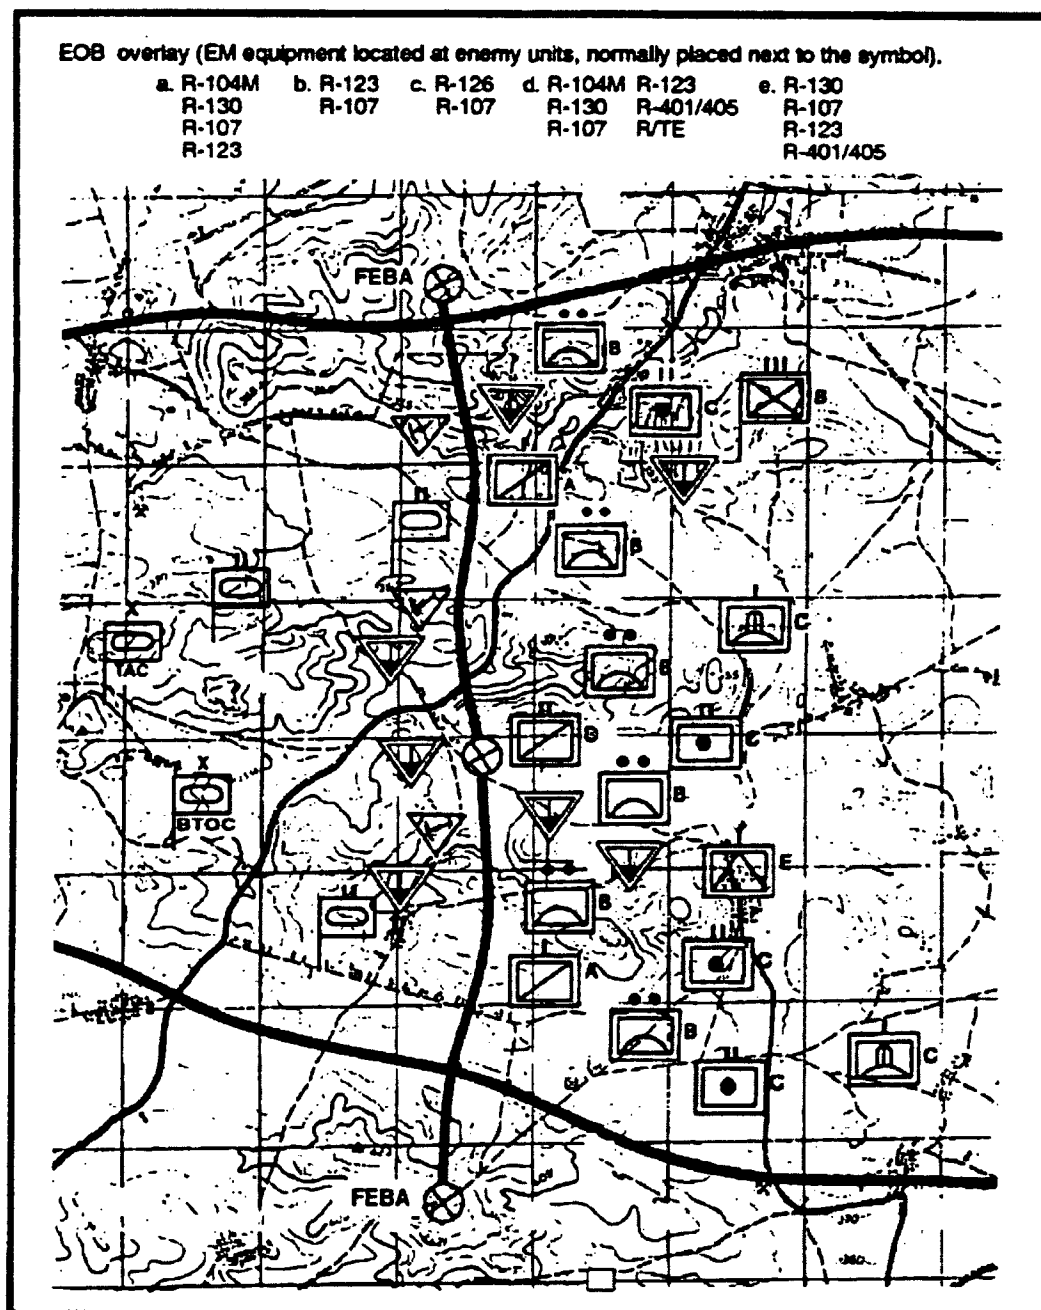 EOB overlay (EM equipment located at enemy units, normally placed next to the symbol).
a. R-104M b. R-123 c. R-126 d. R-104M R-123 e. R-130
R-130 R-107 R-107 R-130 R-401/405 R-107
R-107 R-107 R/TE R-123
R-123 R-401/405
FEBA
B
C
B
A
B
C
TAC
B
C
B
BTOC
E
B
C
A
B
C
C
FEBA